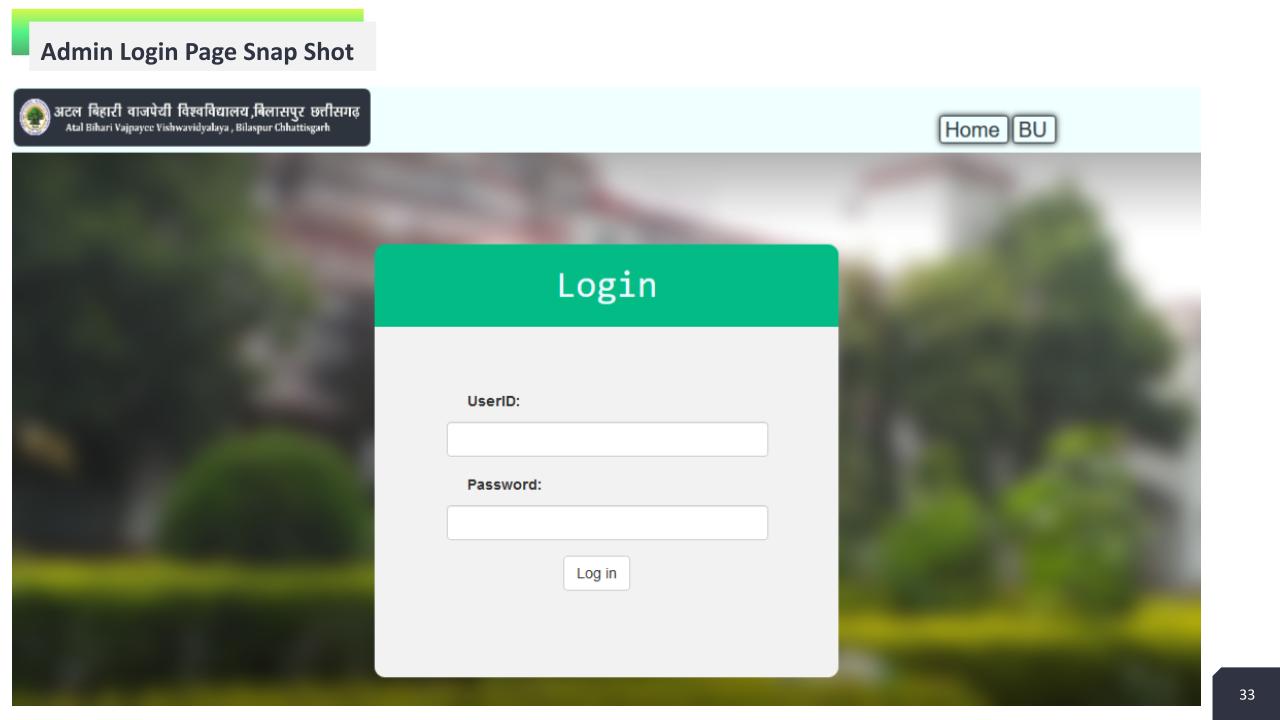 Admin Login Page Snap Shot
अटल बिहारी वाजपेयी विश्वविद्यालय ,बिलासपुर छत्तीसगढ़
Atal Bihari Vajpayee Vishwavidyalaya , Bilaspur Chhattisgarh
Home BU
Login
UserID:
Password:
Log in
33